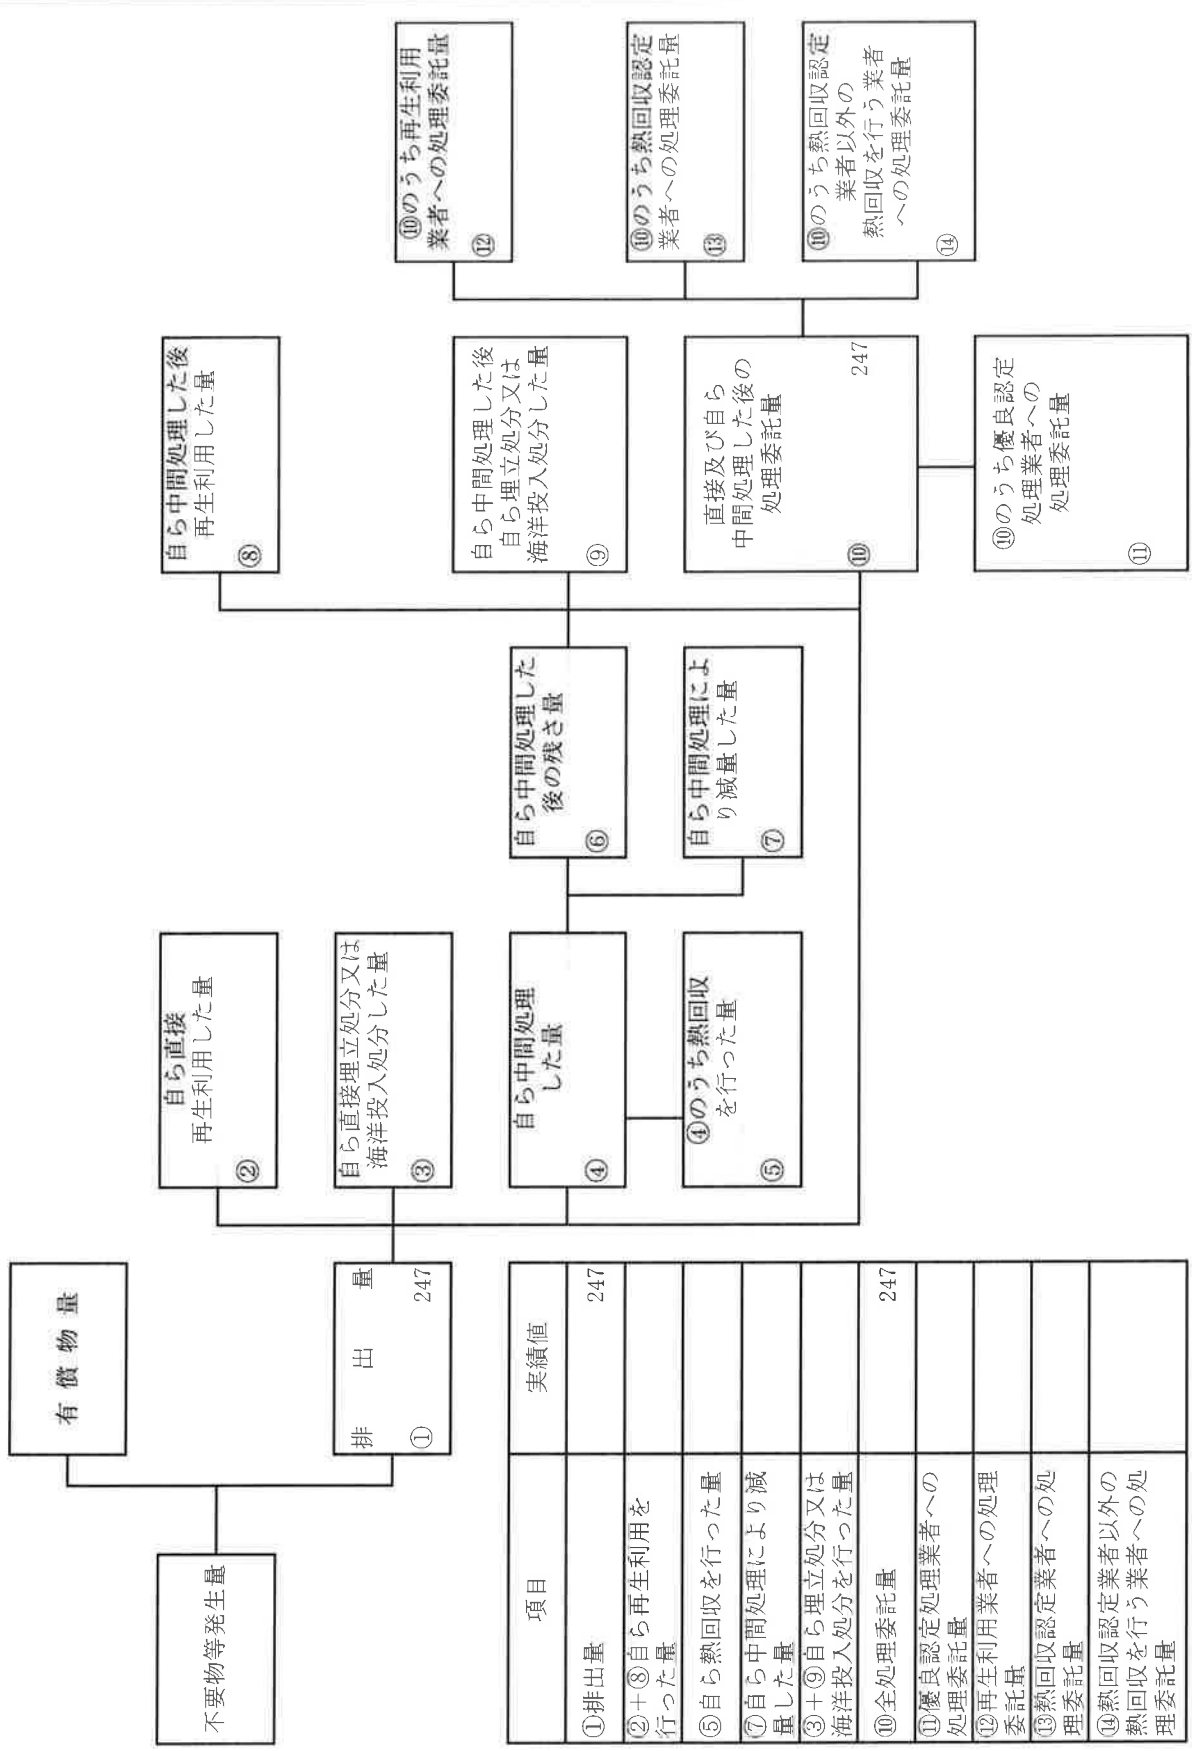 不要物等発生量
有償物量
排出量
① 247
自ら直接
再生利用した量
②
自ら直接埋立処分又は
海洋投入処分した量
③
自ら中間処理
した量
④
④のうち熱回収
を行った量
⑤
自ら中間処理した
後の残さ量
⑥
自ら中間処理によ
り減量した量
⑦
自ら中間処理した後
再生利用した量
⑧
自ら中間処理した後
自ら埋立処分又は
海洋投入処分した量
⑨
直接及び自ら
中間処理した後の
処理委託量
⑩ 247
⑩のうち優良認定
処理業者への
処理委託量
⑪
⑩のうち再生利用
業者への処理委託量
⑫
⑩のうち熱回収認定
業者への処理委託量
⑬
⑩のうち熱回収認定
業者以外の
熱回収を行う業者
への処理委託量
⑭
項目 実績値
①排出量 247
②+⑧自ら再生利用を
行った量
⑤自ら熱回収を行った量
⑦自ら中間処理により減
量した量
③+⑨自ら埋立処分又は
海洋投入処分を行った量
⑩全処理委託量 247
⑪優良認定処理業者への
処理委託量
⑫再生利用業者への処理
委託量
⑬熱回収認定業者への処
理委託量
⑭熱回収認定業者以外の
熱回収を行う業者への処
理委託量